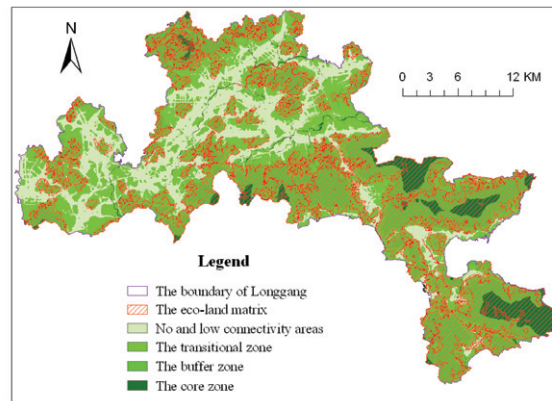 N
0 3 6 12 KM
Legend
The boundary of Longgang
The eco-land matrix
No and low connectivity areas
The transitional zone
The buffer zone
The core zone